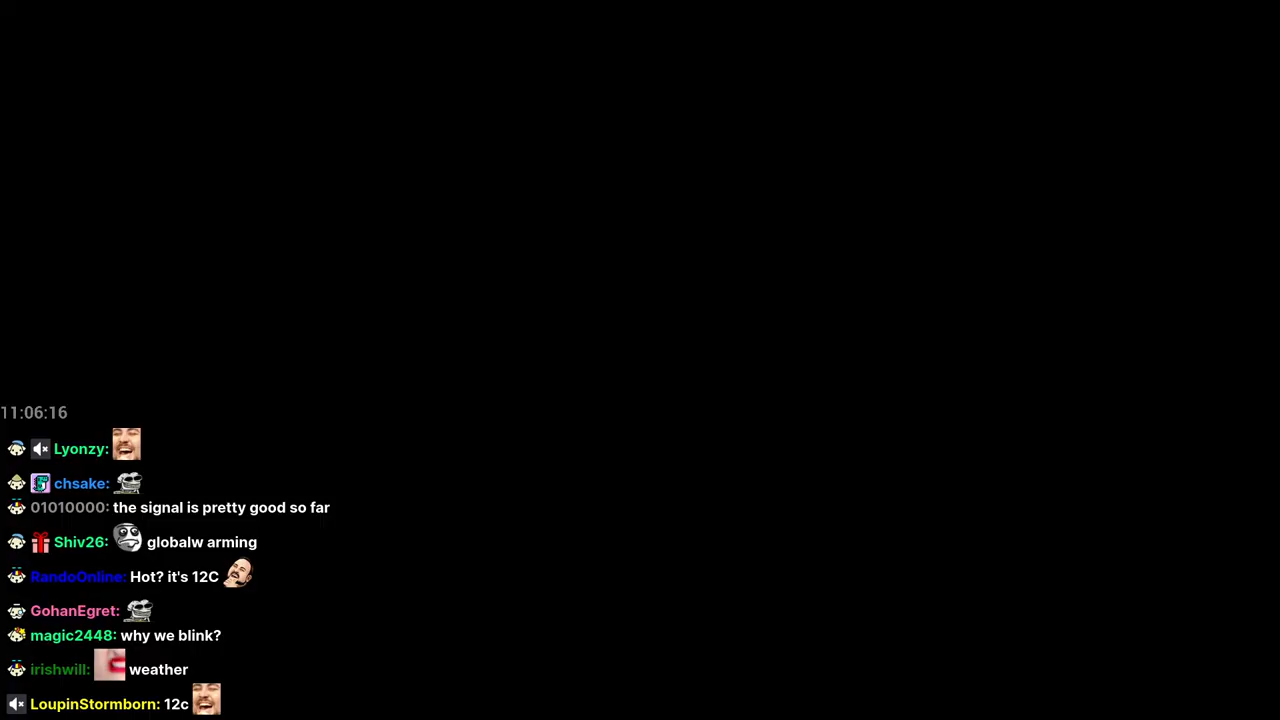 11:06:16
Lyonzy:
chsake:
01010000: the signal is pretty good so far
Shiv26: globalw arming
RandoOnline: Hot? it's 12C
GohanEgret:
magic2448: why we blink?
irishwill: weather
LoupinStormborn: 12c